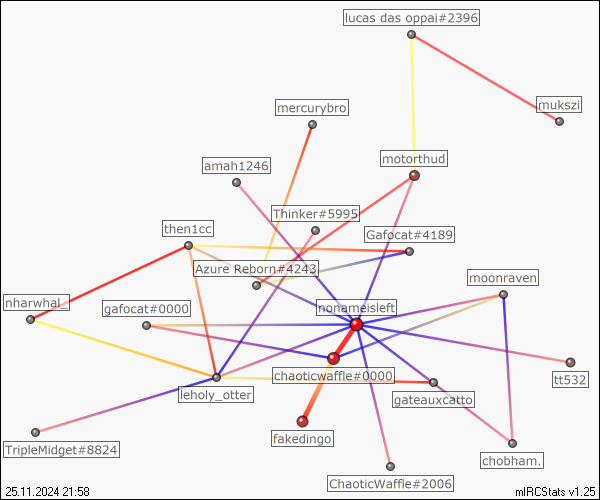 lucas das oppai#2396
mukszi
mercurybro
motorthud
amah1246
Thinker#5995
then1cc
Gafocat#4189
Azure Reborn#4243
moonraven
nharwhal_
gafocat#0000
nonameisleft
chaoticwaffle#0000
tt532
leholy_otter
gateauxcatto
fakedingo
TripleMidget#8824
chobham.
ChaoticWaffle#2006
25.11.2024 21:58
mIRCStats v1.25